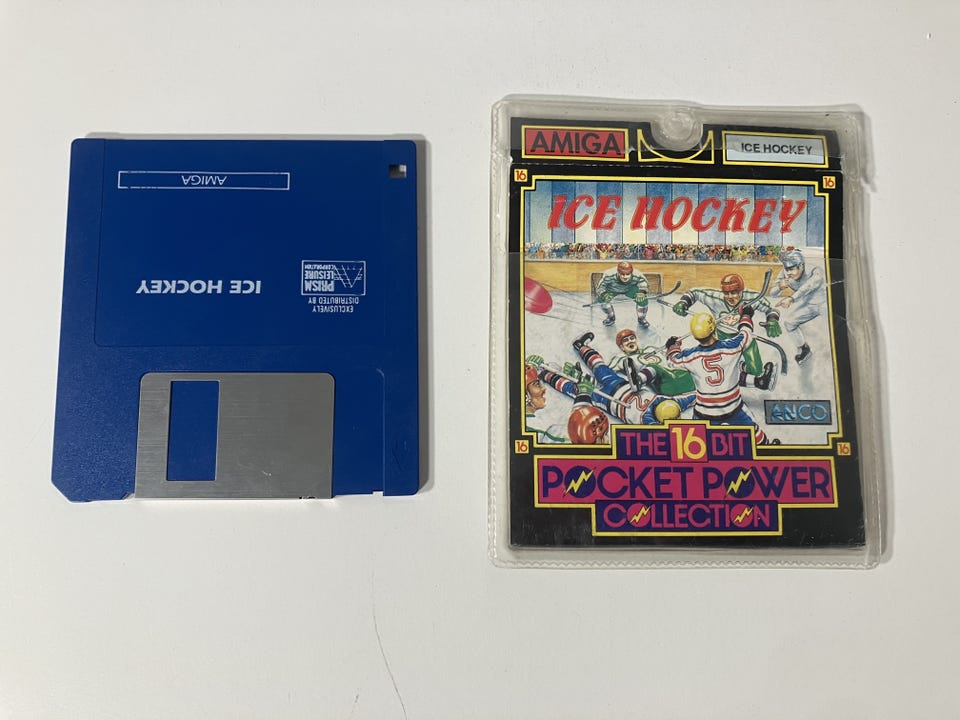 AMIGA
ICE HOCKEY
EXCLUSIVELY
DISTRIBUTED BY
PRISM
LEISURE
CORPORATION
AMIGA
ICE HOCKEY
16
16
ICE HOCKEY
5
2
ANCO
16
16
THE 16 BIT
POCKET POWER
COLLECTION